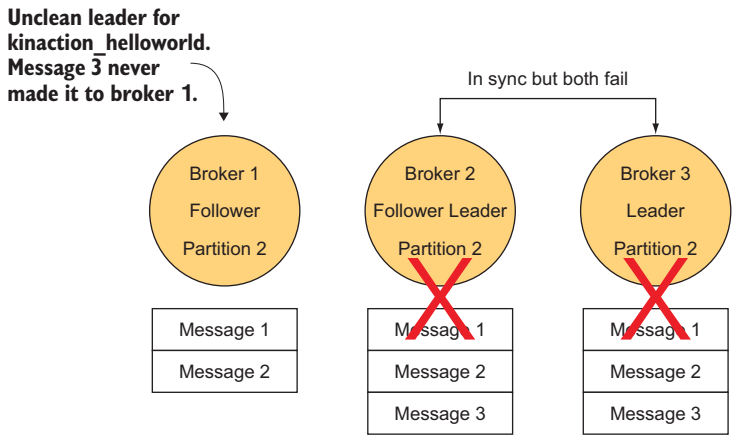 Unclean leader for
kinaction_helloworld.
Message 3 never
made it to broker 1.
In sync but both fail
Broker 1
Follower
Partition 2
Broker 2
Follower Leader
Partition 2
Broker 3
Leader
Partition 2
Message 1
Message 2
Message 1
Message 2
Message 3
Message 1
Message 2
Message 3